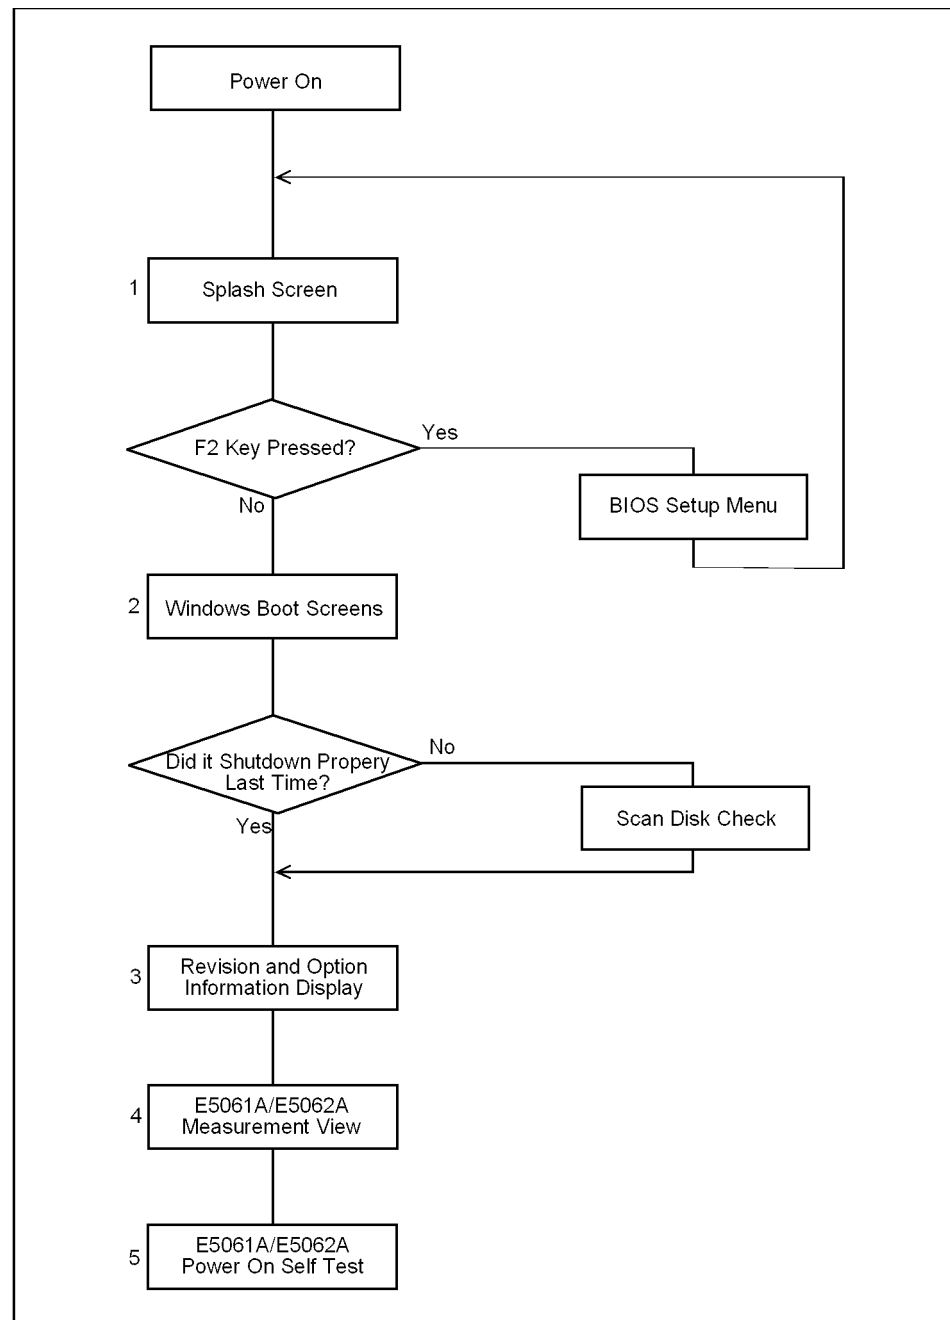 Power On
1
Splash Screen
F2 Key Pressed?
Yes
No
BIOS Setup Menu
2
Windows Boot Screens
Did it Shutdown Propery
Last Time?
No
Yes
Scan Disk Check
3
Revision and Option
Information Display
4
E5061A/E5062A
Measurement View
5
E5061A/E5062A
Power On Self Test